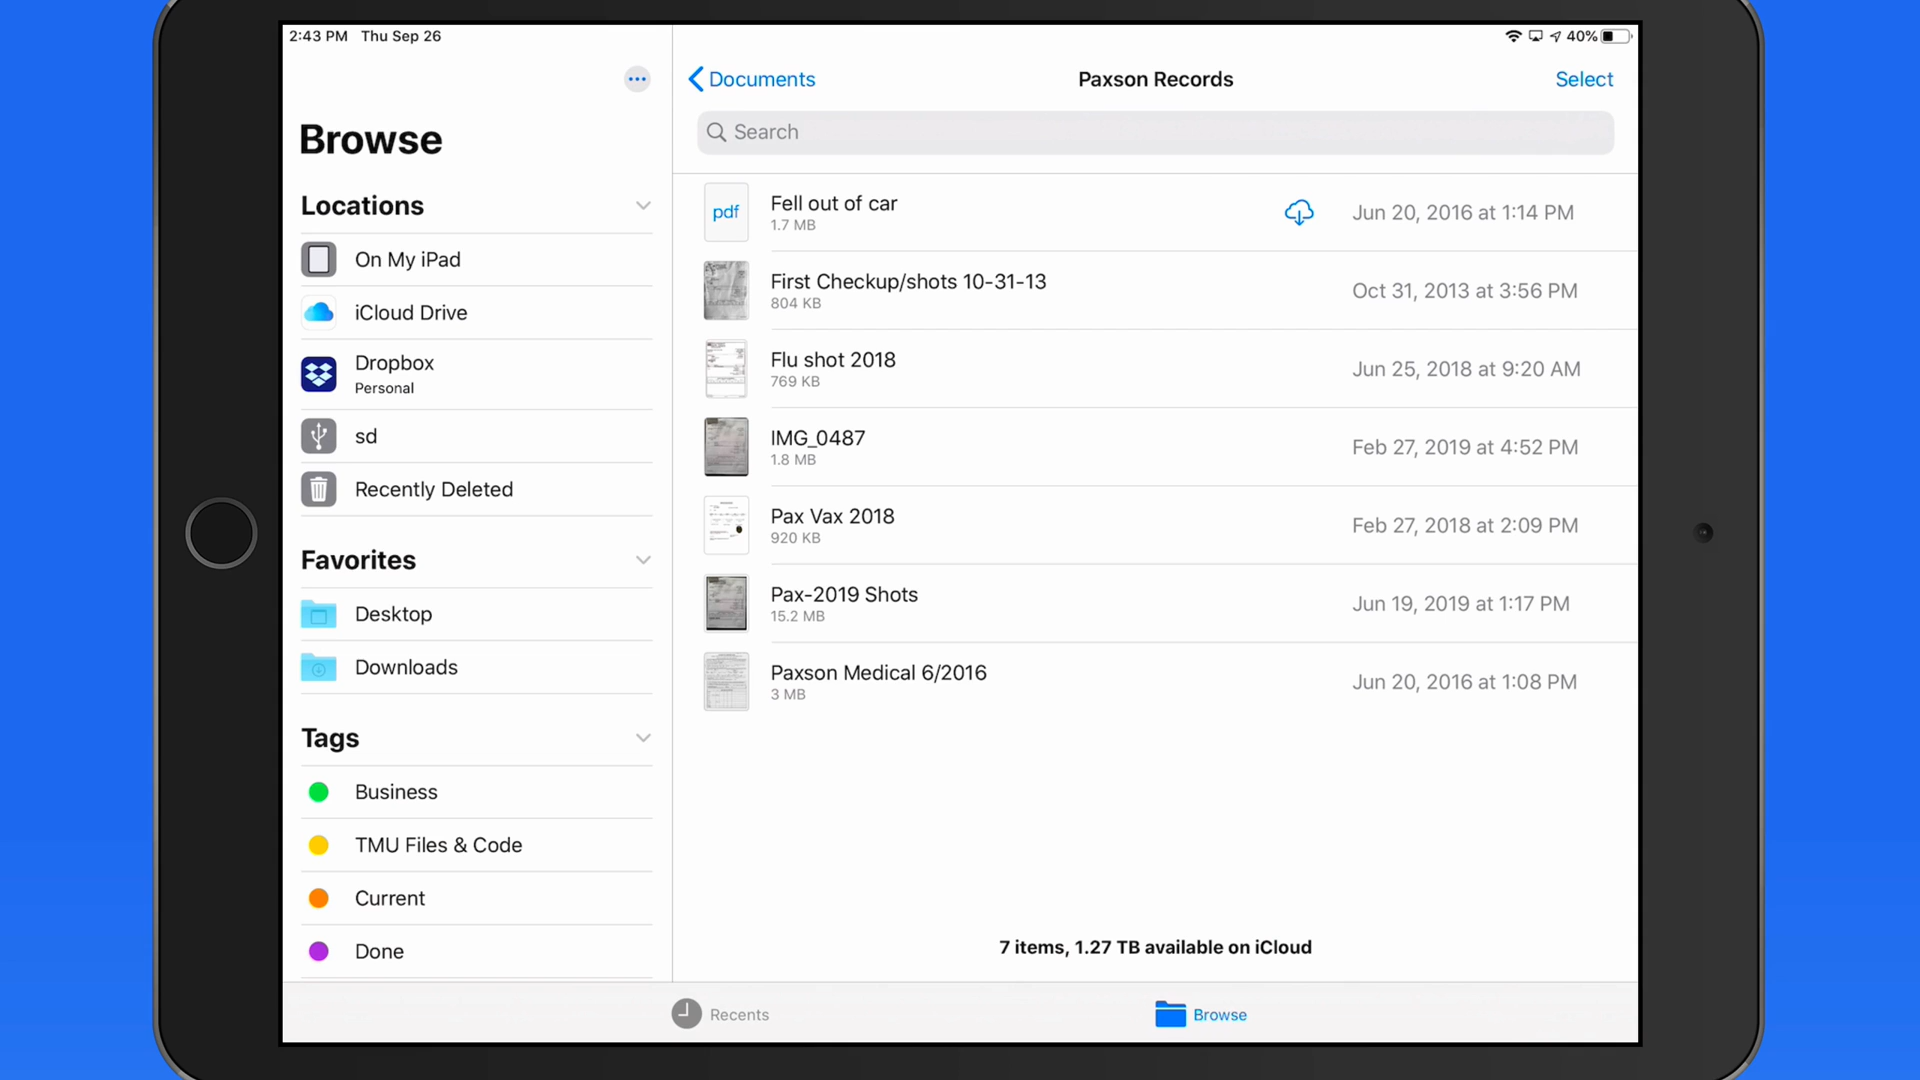 2:43 PM Thu Sep 26
40%
Browse
Locations
On My iPad
iCloud Drive
Dropbox
Personal
sd
Recently Deleted
Favorites
Desktop
Downloads
Tags
Business
TMU Files & Code
Current
Done
Documents
Paxson Records
Select
Search
pdf
Fell out of car
1.7 MB
Jun 20, 2016 at 1:14 PM
First Checkup/shots 10-31-13
804 KB
Oct 31, 2013 at 3:56 PM
Flu shot 2018
769 KB
Jun 25, 2018 at 9:20 AM
IMG_0487
1.8 MB
Feb 27, 2019 at 4:52 PM
Pax Vax 2018
920 KB
Feb 27, 2018 at 2:09 PM
Pax-2019 Shots
15.2 MB
Jun 19, 2019 at 1:17 PM
Paxson Medical 6/2016
3 MB
Jun 20, 2016 at 1:08 PM
7 items, 1.27 TB available on iCloud
Recents
Browse